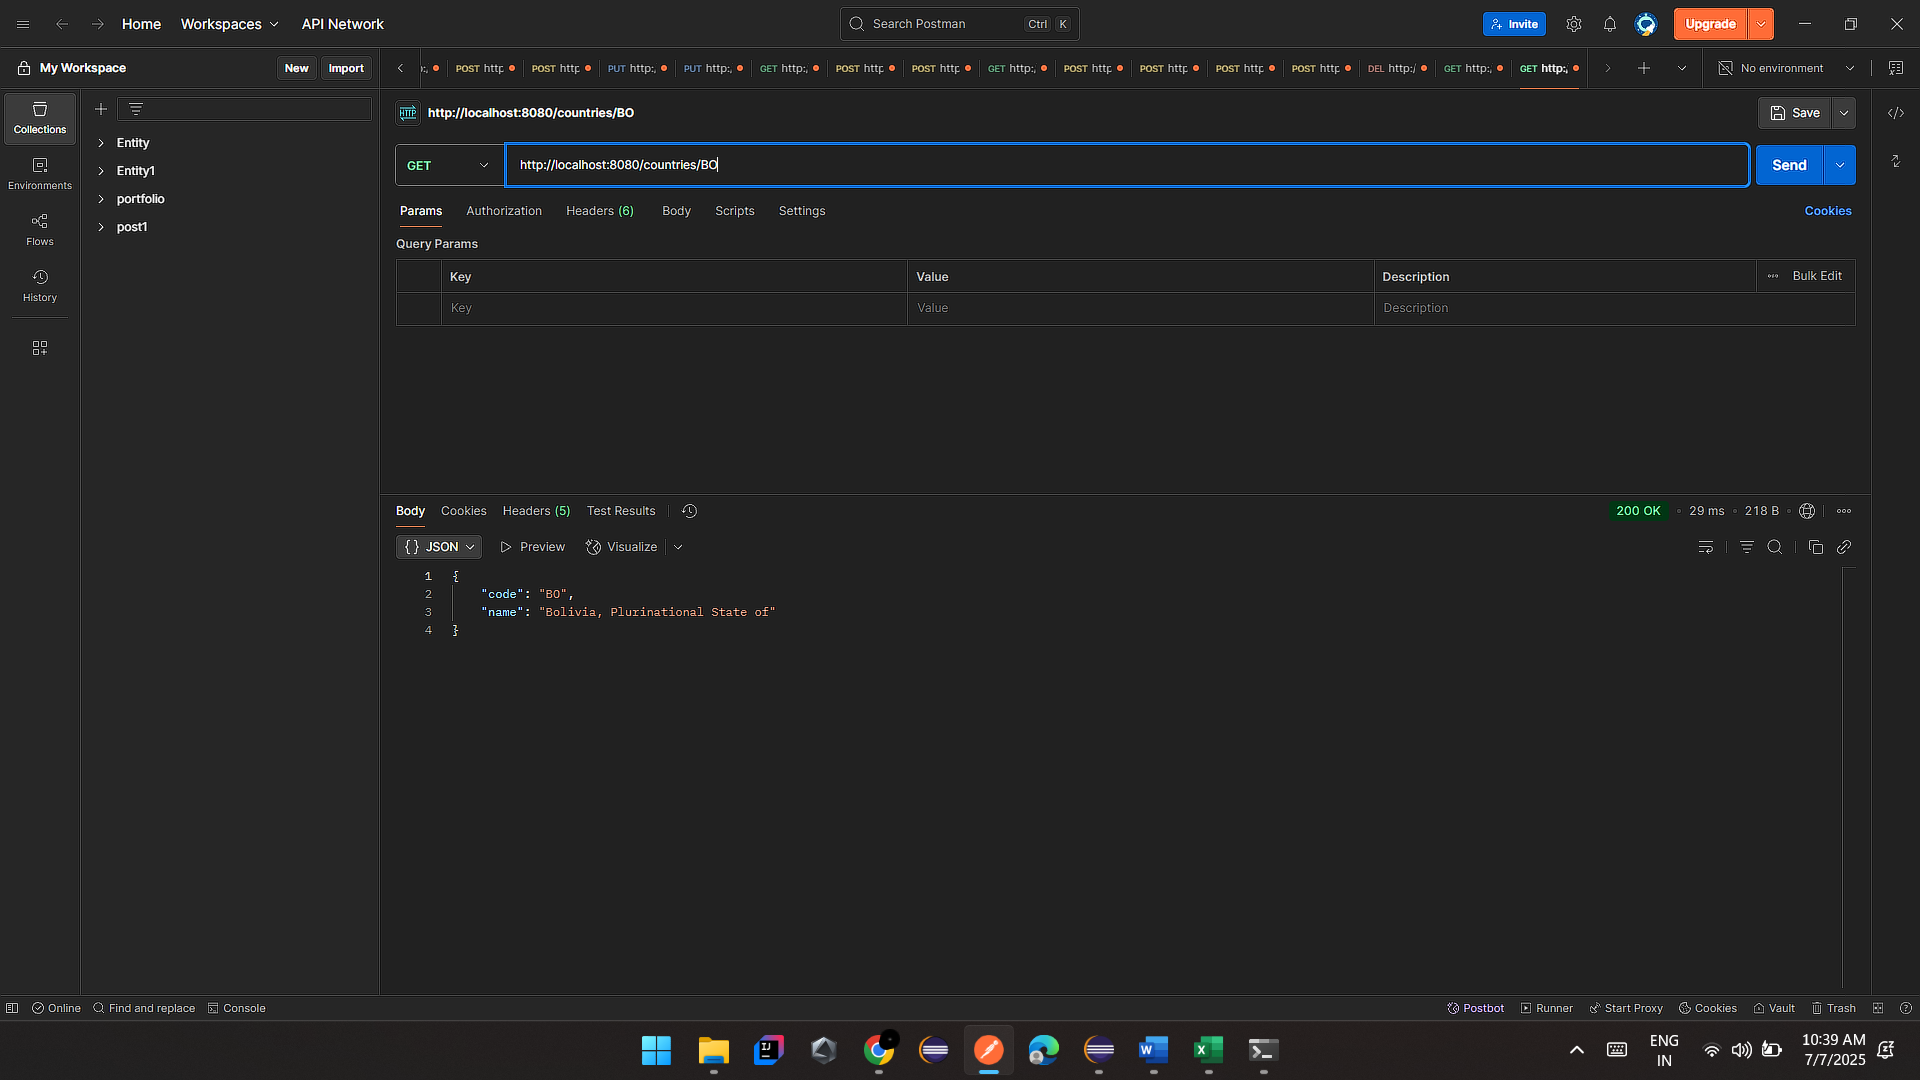 Home Workspaces API Network Search Postman Ctrl K Invite Upgrade
My Workspace New Import
POST http POST http PUT http:, PUT http:, GET http:, POST http POST http GET http:, POST http POST http POST http POST http DEL http:/ GET http:, GET http:, No environment
Collections
Environments
Flows
History
Entity
Entity1
portfolio
post1
HTTP http://localhost:8080/countries/BO Save
GET http://localhost:8080/countries/BO Send
Params Authorization Headers (6) Body Scripts Settings Cookies
Query Params
Key Value Description Bulk Edit
Key Value Description
Body Cookies Headers (5) Test Results 200 OK 29 ms 218 B
{} JSON Preview Visualize
1 {
2 "code": "BO",
3 "name": "Bolivia, Plurinational State of"
4 }
Online Find and replace Console Postbot Runner Start Proxy Cookies Vault Trash
ENG
IN
10:39 AM
7/7/2025